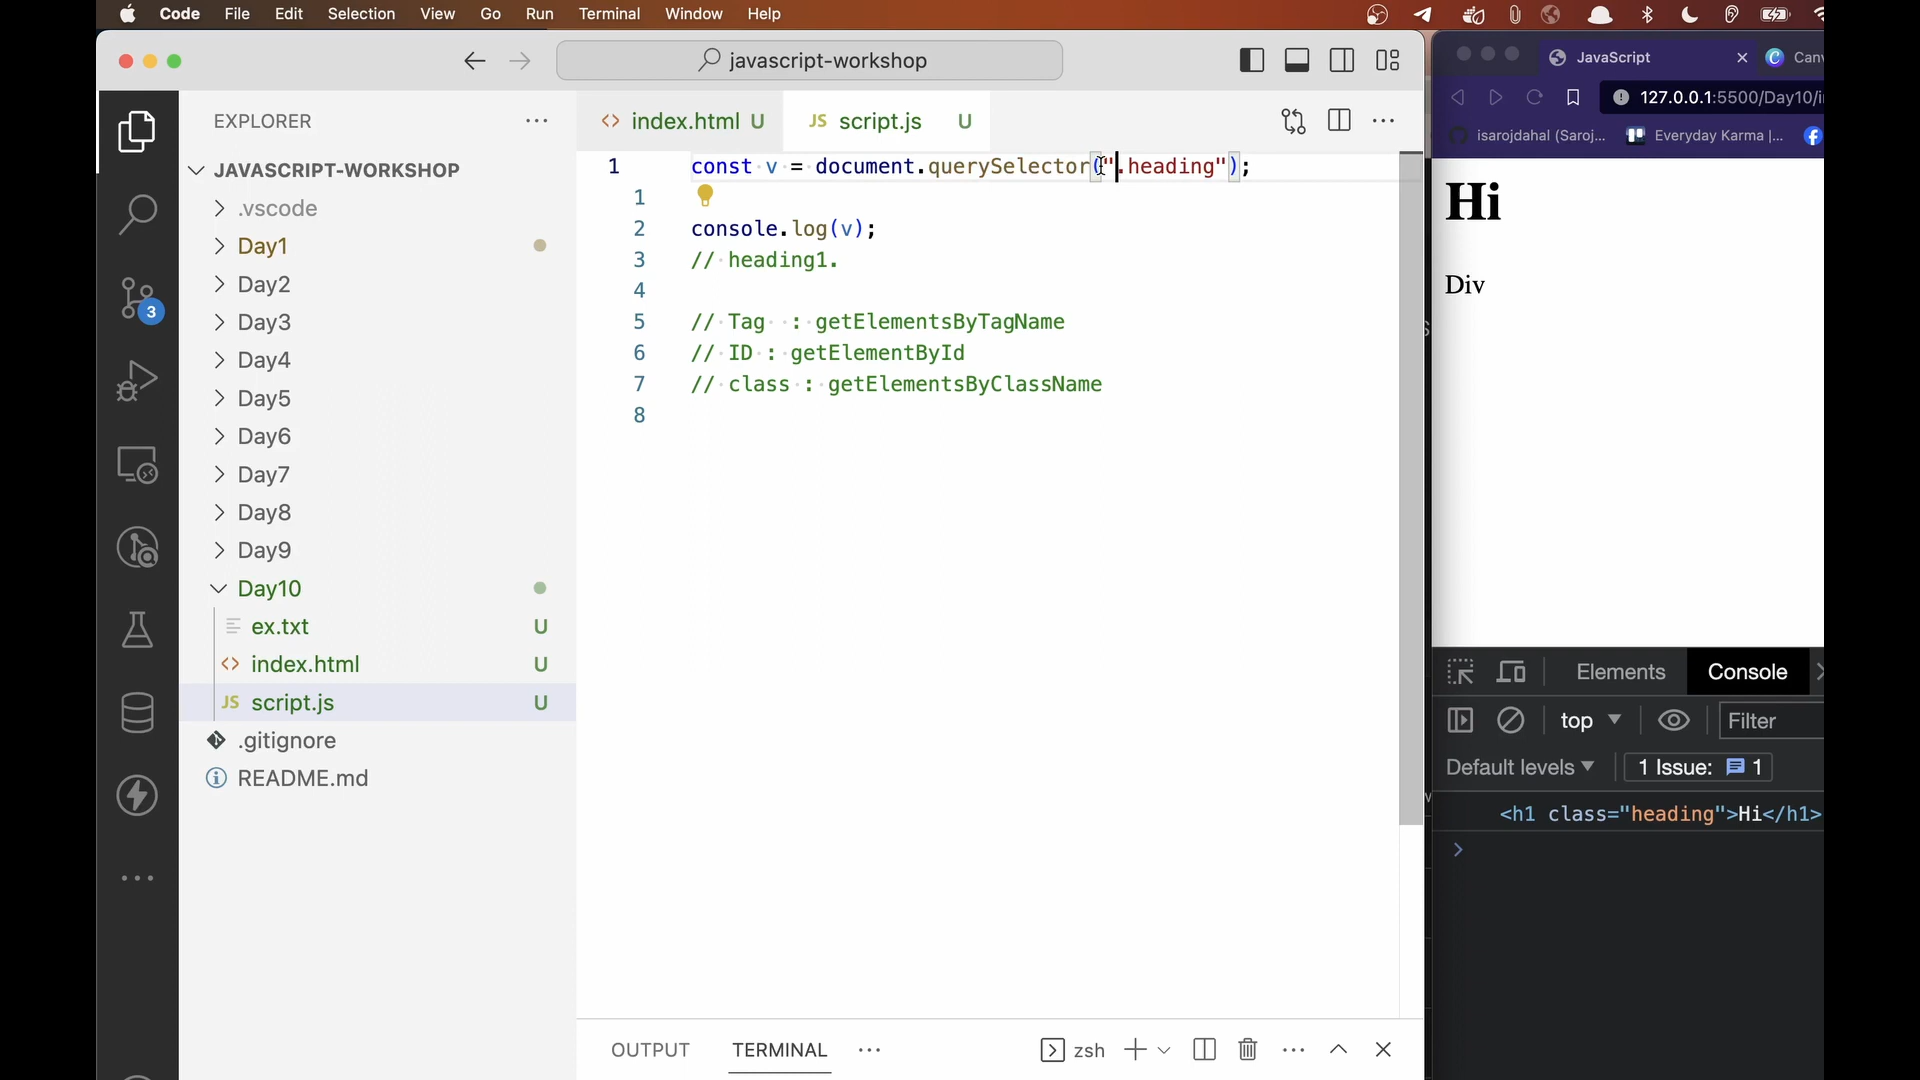 Code File Edit Selection View Go Run Terminal Window Help
javascript-workshop
EXPLORER
JAVASCRIPT-WORKSHOP
.vscode
Day1
Day2
Day3
Day4
Day5
Day6
Day7
Day8
Day9
Day10
ex.txt U
index.html U
script.js U
.gitignore
README.md
3
index.html U
JS script.js U
1 const v = document.querySelector(".heading");
1
2 console.log(v);
3 // heading1.
4
5 // Tag  : getElementsByTagName
6 // ID : getElementById
7 // class : getElementsByClassName
8
OUTPUT TERMINAL
zsh
JavaScript
127.0.0.1:5500/Day10/
isarojdahal (Saroj...
Everyday Karma |...
Hi
Div
Elements Console
top Filter
Default levels 1 Issue: 1
<h1 class="heading">Hi</h1>